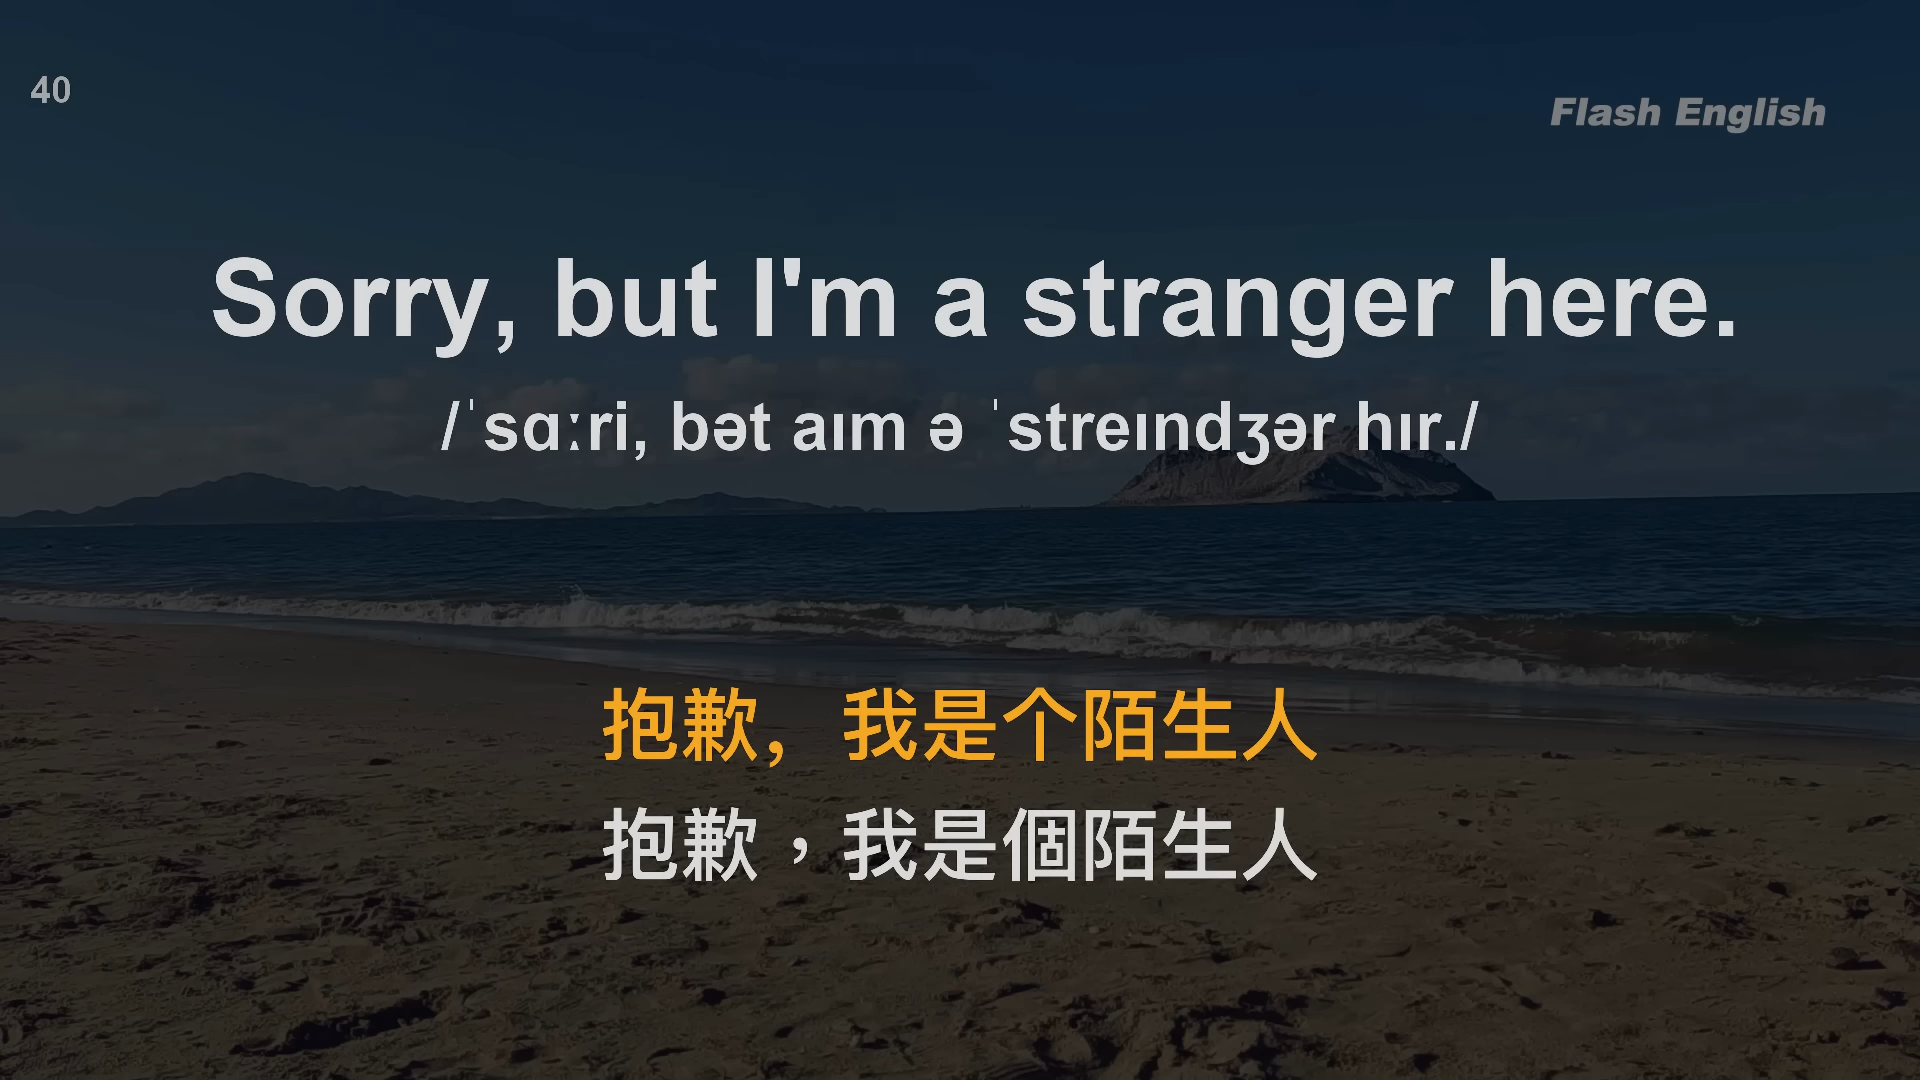 40
Flash English
Sorry, but I'm a stranger here.
/ˈsɑːri, bət aɪm ə ˈstreɪndʒər hɪr./
抱歉，我是个陌生人
抱歉，我是個陌生人